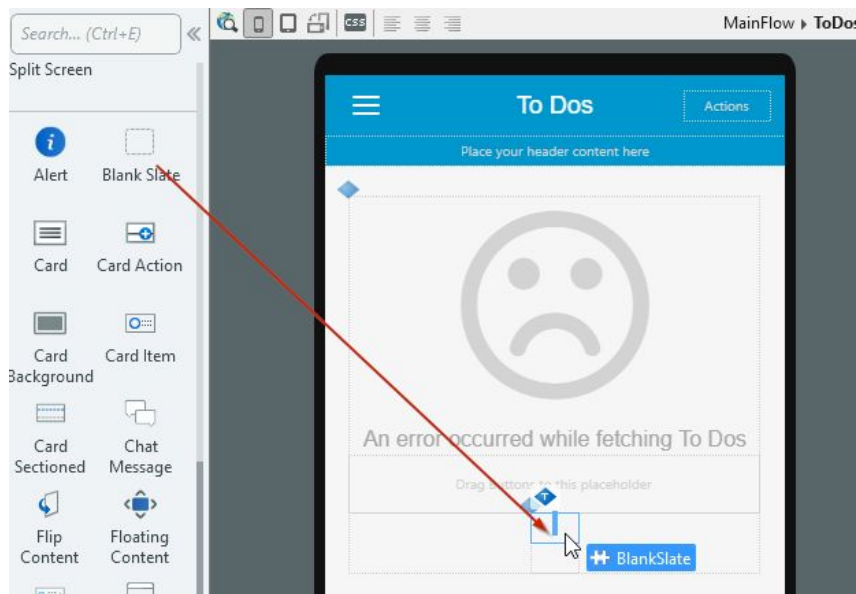 Search... (Ctrl+E)
css
MainFlow ToDos
Split Screen
Alert
Blank Slate
Card
Card Action
Card
Background
Card Item
Card
Sectioned
Chat
Message
Flip
Content
Floating
Content
To Dos
Actions
Place your header content here
An error occurred while fetching To Dos
Drag Buttons to this placeholder
T
BlankSlate